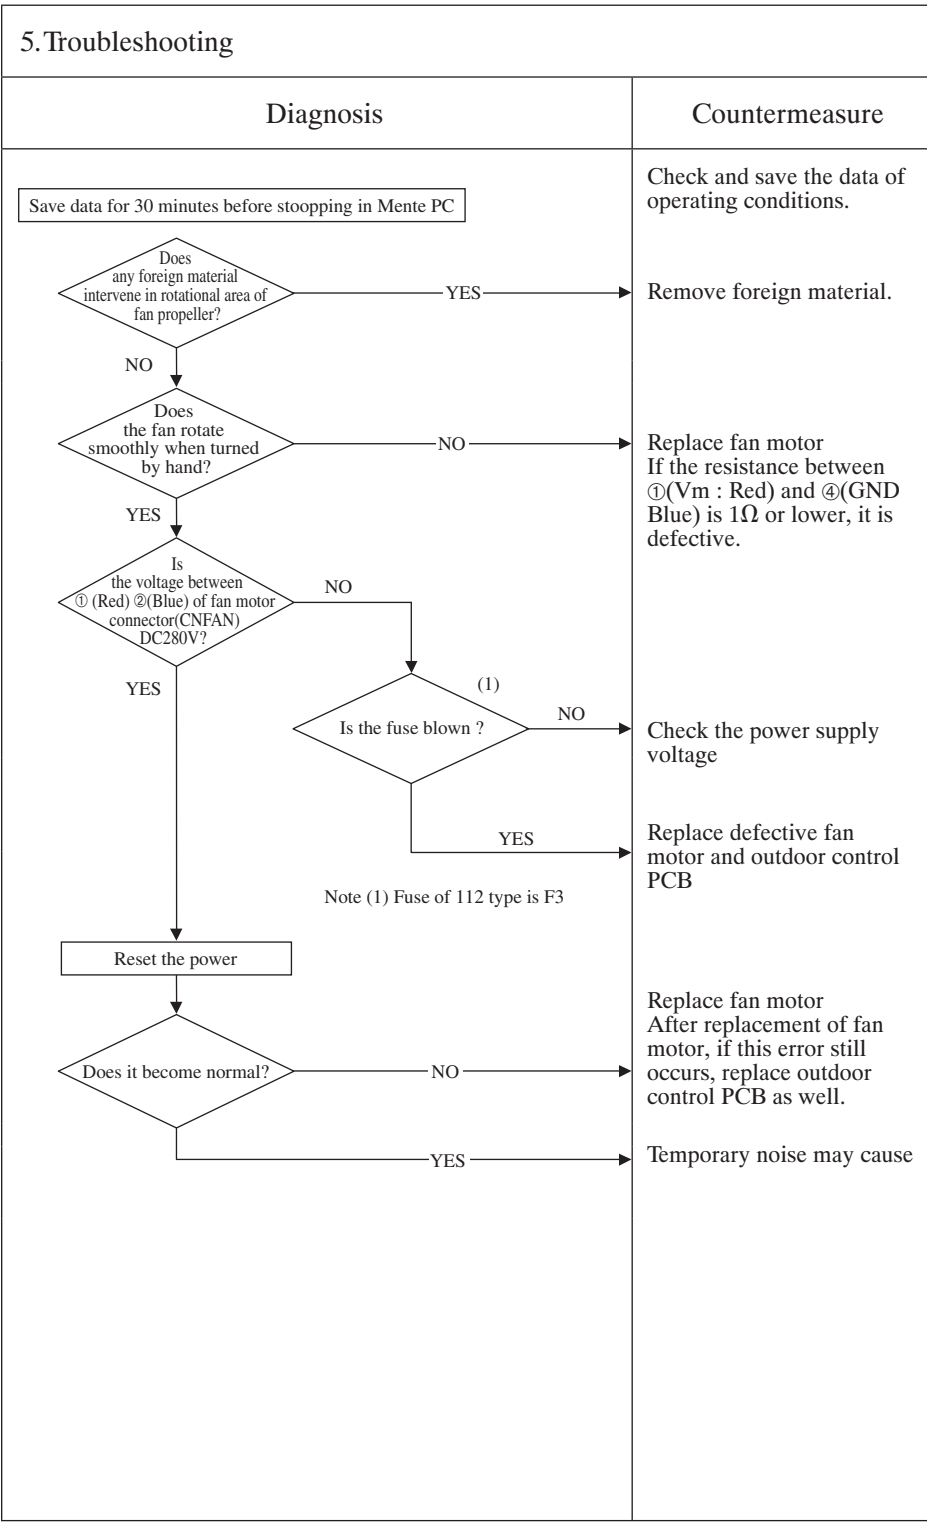 5.Troubleshooting
Diagnosis
Countermeasure
Save data for 30 minutes before stoopping in Mente PC
Check and save the data of
operating conditions.
Does
any foreign material
intervene in rotational area of
fan propeller?
YES
Remove foreign material.
NO
Does
the fan rotate
smoothly when turned
by hand?
NO
Replace fan motor
If the resistance between
①(Vm : Red) and ④(GND
Blue) is 1Ω or lower, it is
defective.
YES
Is
the voltage between
① (Red) ②(Blue) of fan motor
connector(CNFAN)
DC280V?
NO
YES
(1)
Is the fuse blown ?
NO
Check the power supply
voltage
YES
Replace defective fan
motor and outdoor control
PCB
Note (1) Fuse of 112 type is F3
Reset the power
Does it become normal?
NO
Replace fan motor
After replacement of fan
motor, if this error still
occurs, replace outdoor
control PCB as well.
YES
Temporary noise may cause